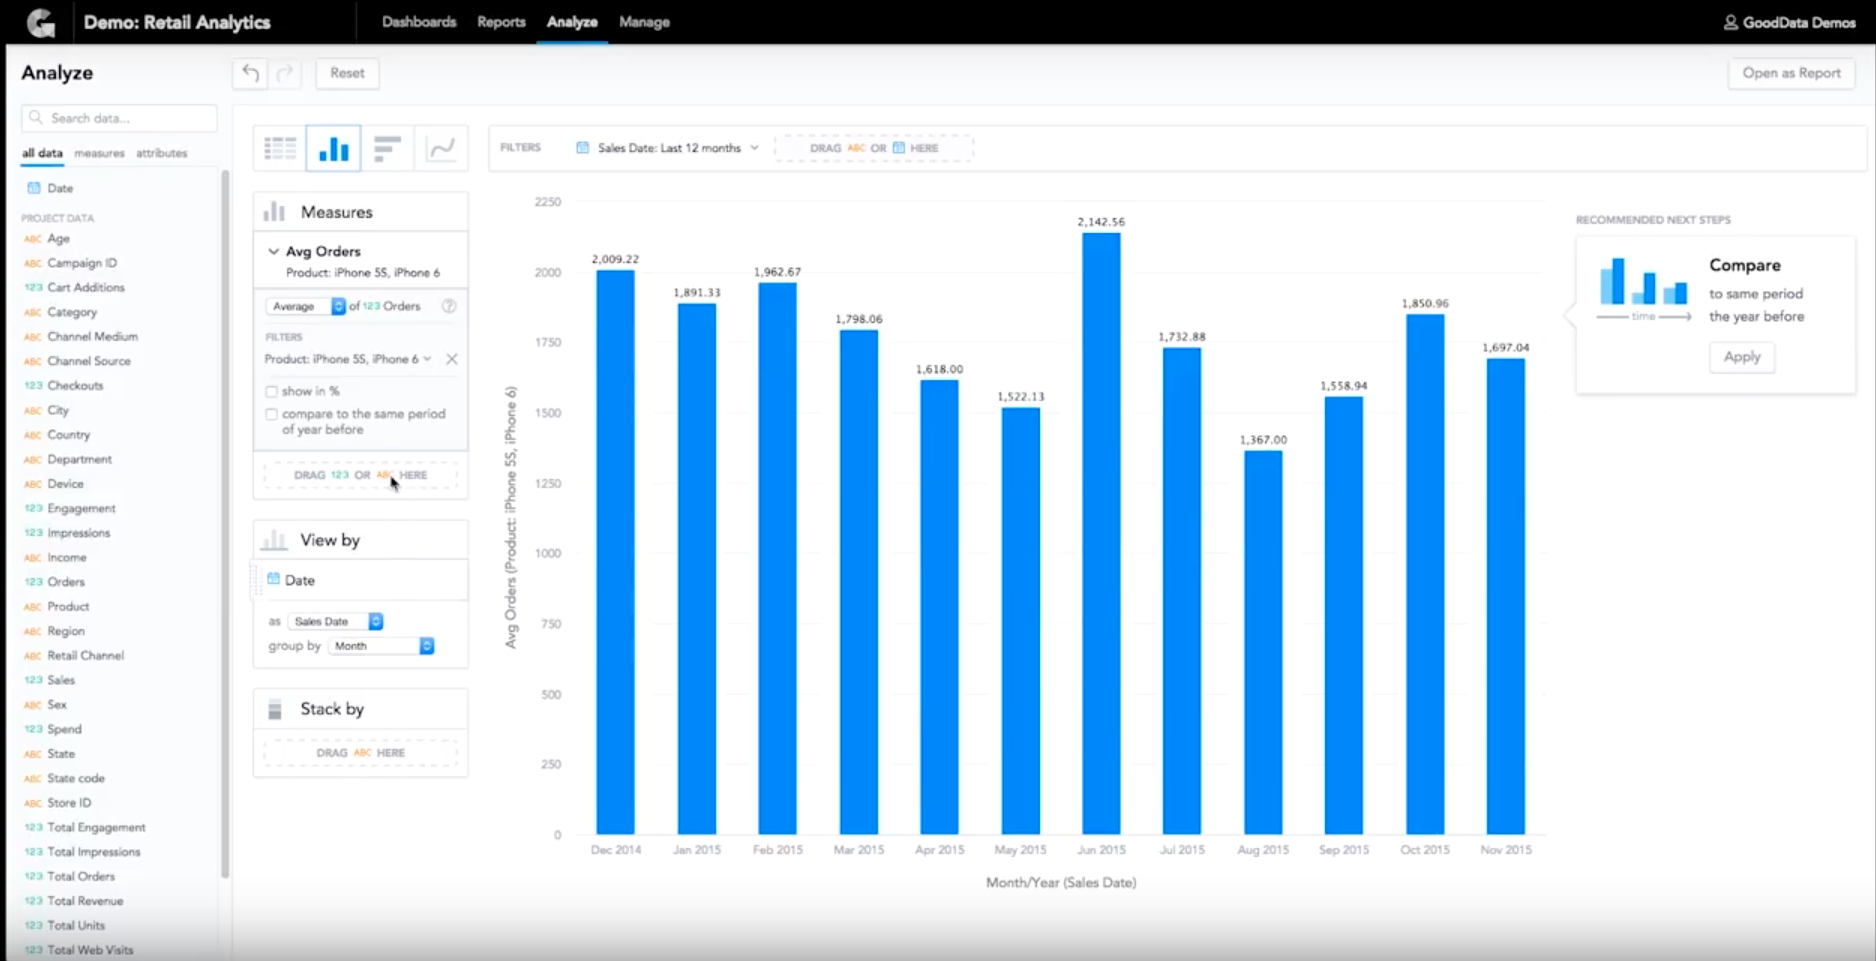 Demo: Retail Analytics
Dashboards Reports Analyze Manage
GoodData Demos
Analyze
Reset
Open as Report
Search data...
all data measures attributes
Date
PROJECT DATA
ABC Age
ABC Campaign ID
123 Cart Additions
ABC Category
ABC Channel Medium
ABC Channel Source
123 Checkouts
ABC City
ABC Country
ABC Department
ABC Device
123 Engagement
123 Impressions
ABC Income
123 Orders
ABC Product
ABC Region
ABC Retail Channel
123 Sales
ABC Sex
123 Spend
ABC State
ABC State code
ABC Store ID
123 Total Engagement
123 Total Impressions
123 Total Orders
123 Total Revenue
123 Total Units
123 Total Web Visits
Measures
Avg Orders
Product: iPhone 5S, iPhone 6
Average of 123 Orders ?
FILTERS
Product: iPhone 5S, iPhone 6
show in %
compare to the same period
of year before
DRAG 123 OR ABC HERE
View by
Date
as Sales Date
group by Month
Stack by
DRAG ABC HERE
FILTERS Sales Date: Last 12 months DRAG ABC OR HERE
Avg Orders (Product: iPhone 5S, iPhone 6)
2250
2000
1750
1500
1250
1000
750
500
250
0
2,009.22
1,891.33
1,962.67
1,798.06
1,618.00
1,522.13
2,142.56
1,732.88
1,367.00
1,558.94
1,850.96
1,697.04
Dec 2014 Jan 2015 Feb 2015 Mar 2015 Apr 2015 May 2015 Jun 2015 Jul 2015 Aug 2015 Sep 2015 Oct 2015 Nov 2015
Month/Year (Sales Date)
RECOMMENDED NEXT STEPS
time
Compare
to same period
the year before
Apply